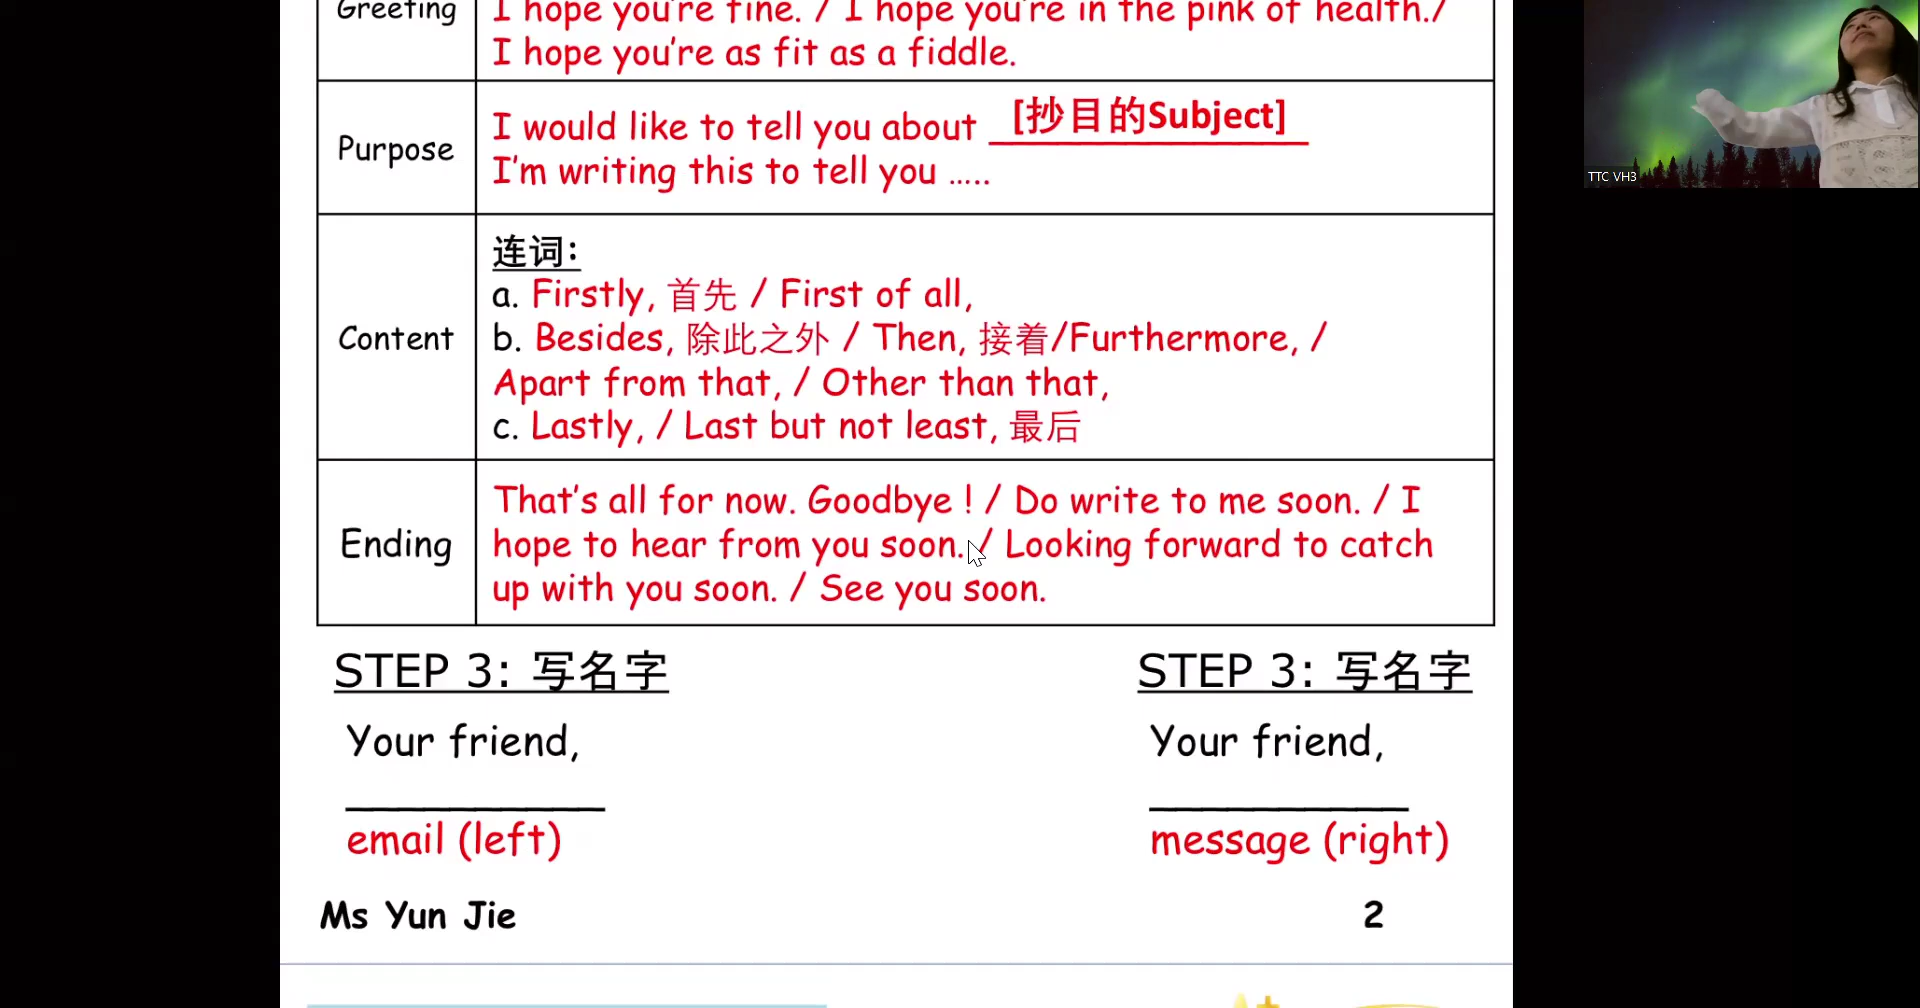 Greeting
I hope you're fine. / I hope you're in the pink of health./
I hope you're as fit as a fiddle.
Purpose
I would like to tell you about [抄目的Subject]
I'm writing this to tell you .....
Content
连词:
a. Firstly, 首先 / First of all,
b. Besides, 除此之外 / Then, 接着/Furthermore, /
Apart from that, / Other than that,
c. Lastly, / Last but not least, 最后
Ending
That's all for now. Goodbye ! / Do write to me soon. / I
hope to hear from you soon. / Looking forward to catch
up with you soon. / See you soon.
STEP 3: 写名字
Your friend,
email (left)
STEP 3: 写名字
Your friend,
message (right)
Ms Yun Jie
2
TTC VH3